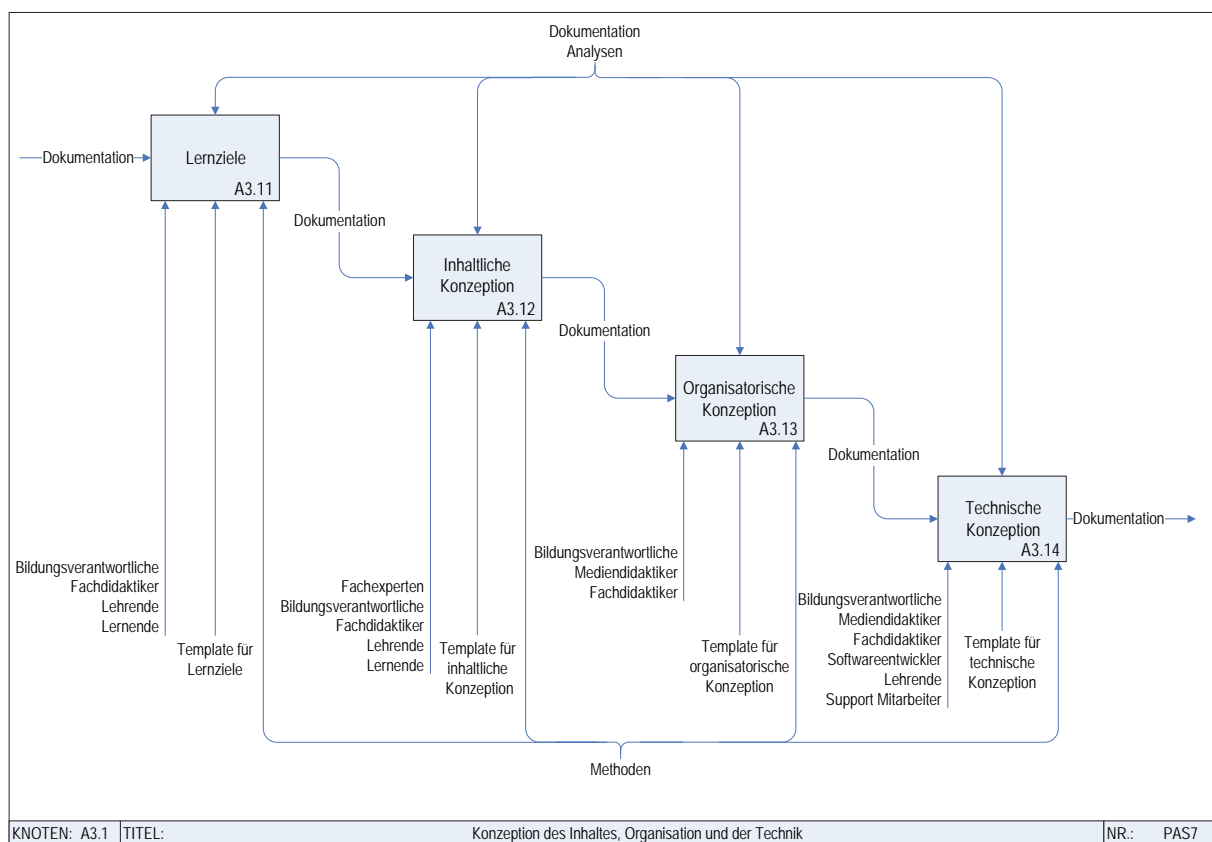 Dokumentation
Analysen
Dokumentation
Lernziele
A3.11
Dokumentation
Inhaltliche
Konzeption
A3.12
Dokumentation
Organisatorische
Konzeption
A3.13
Dokumentation
Technische
Konzeption
A3.14
Dokumentation
Bildungsverantwortliche
Fachdidaktiker
Lehrende
Lernende
Template für
Lernziele
Fachexperten
Bildungsverantwortliche
Fachdidaktiker
Lehrende
Lernende
Template für
inhaltliche
Konzeption
Bildungsverantwortliche
Mediendidaktiker
Fachdidaktiker
Template für
organisatorische
Konzeption
Bildungsverantwortliche
Mediendidaktiker
Fachdidaktiker
Softwareentwickler
Lehrende
Support Mitarbeiter
Template für
technische
Konzeption
Methoden
KNOTEN: A3.1 TITEL: Konzeption des Inhaltes, Organisation und der Technik NR.: PAS7